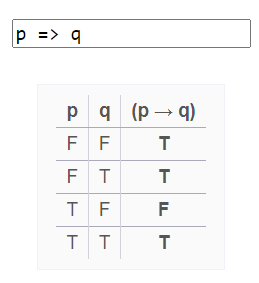 p => q
p q (p → q)
F F T
F T T
T F F
T T T